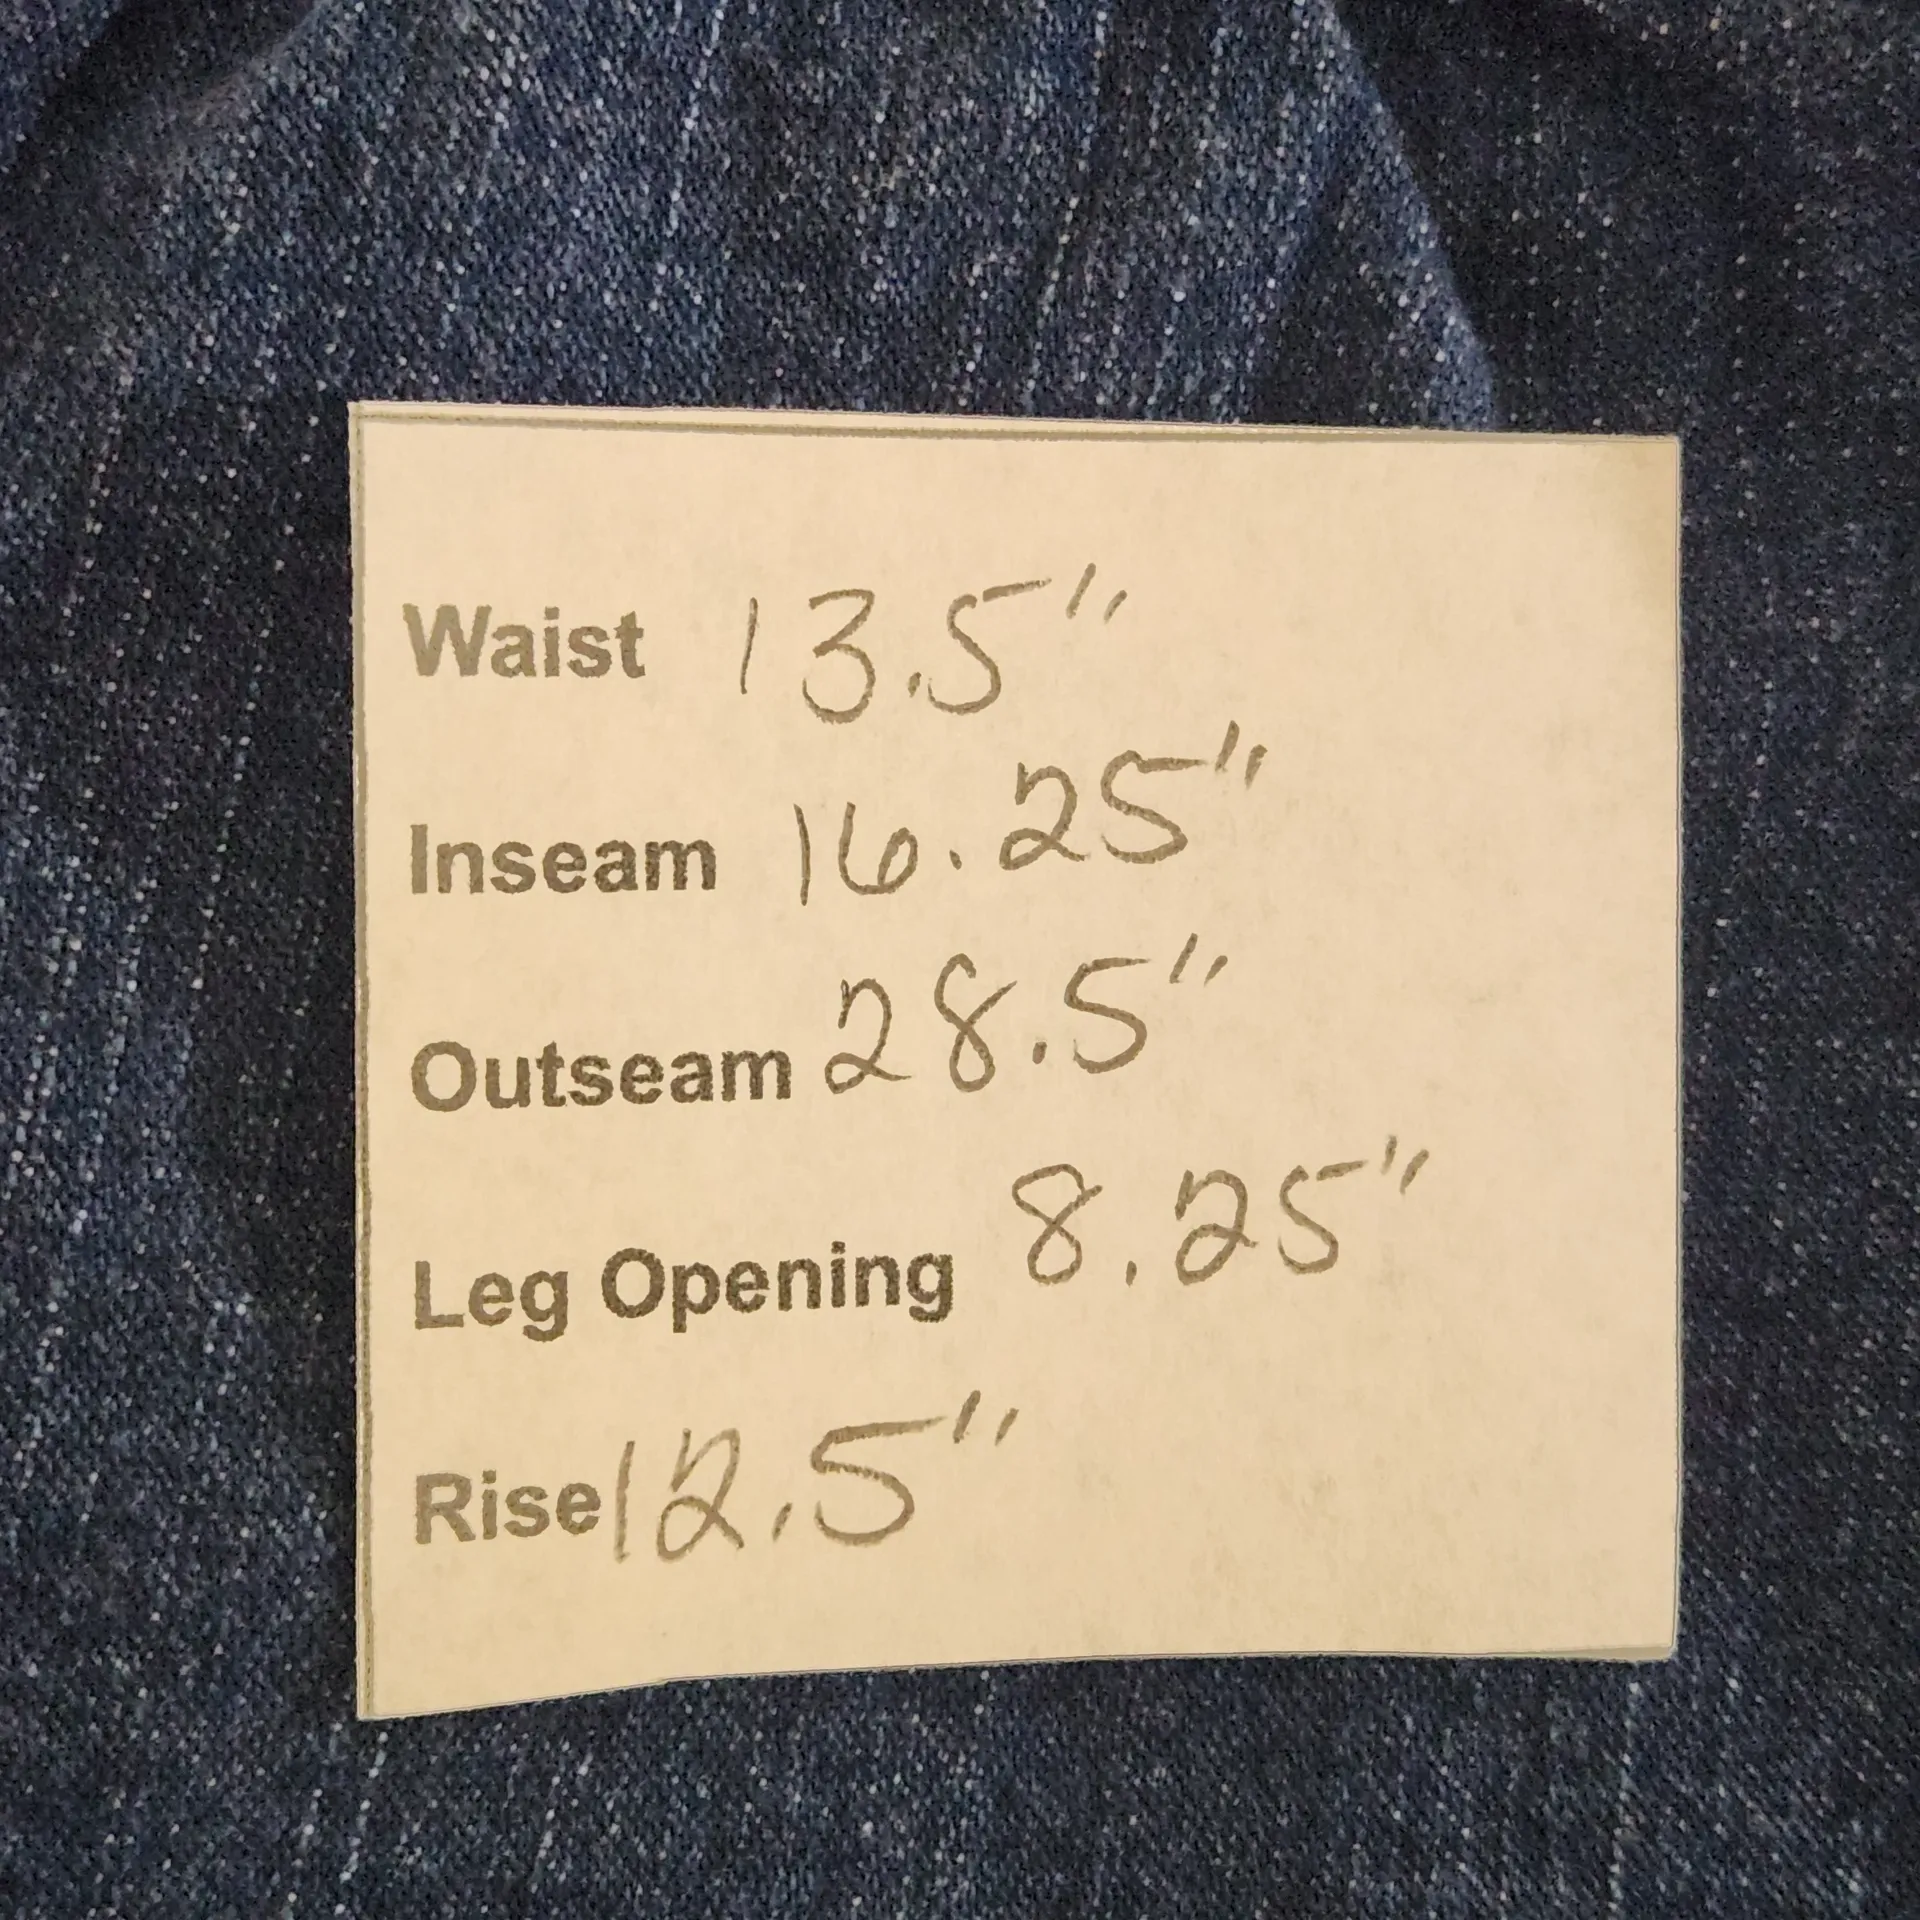 Waist 13.5"
Inseam 16.25"
Outseam 28.5"
Leg Opening 8.25"
Rise 12.5"